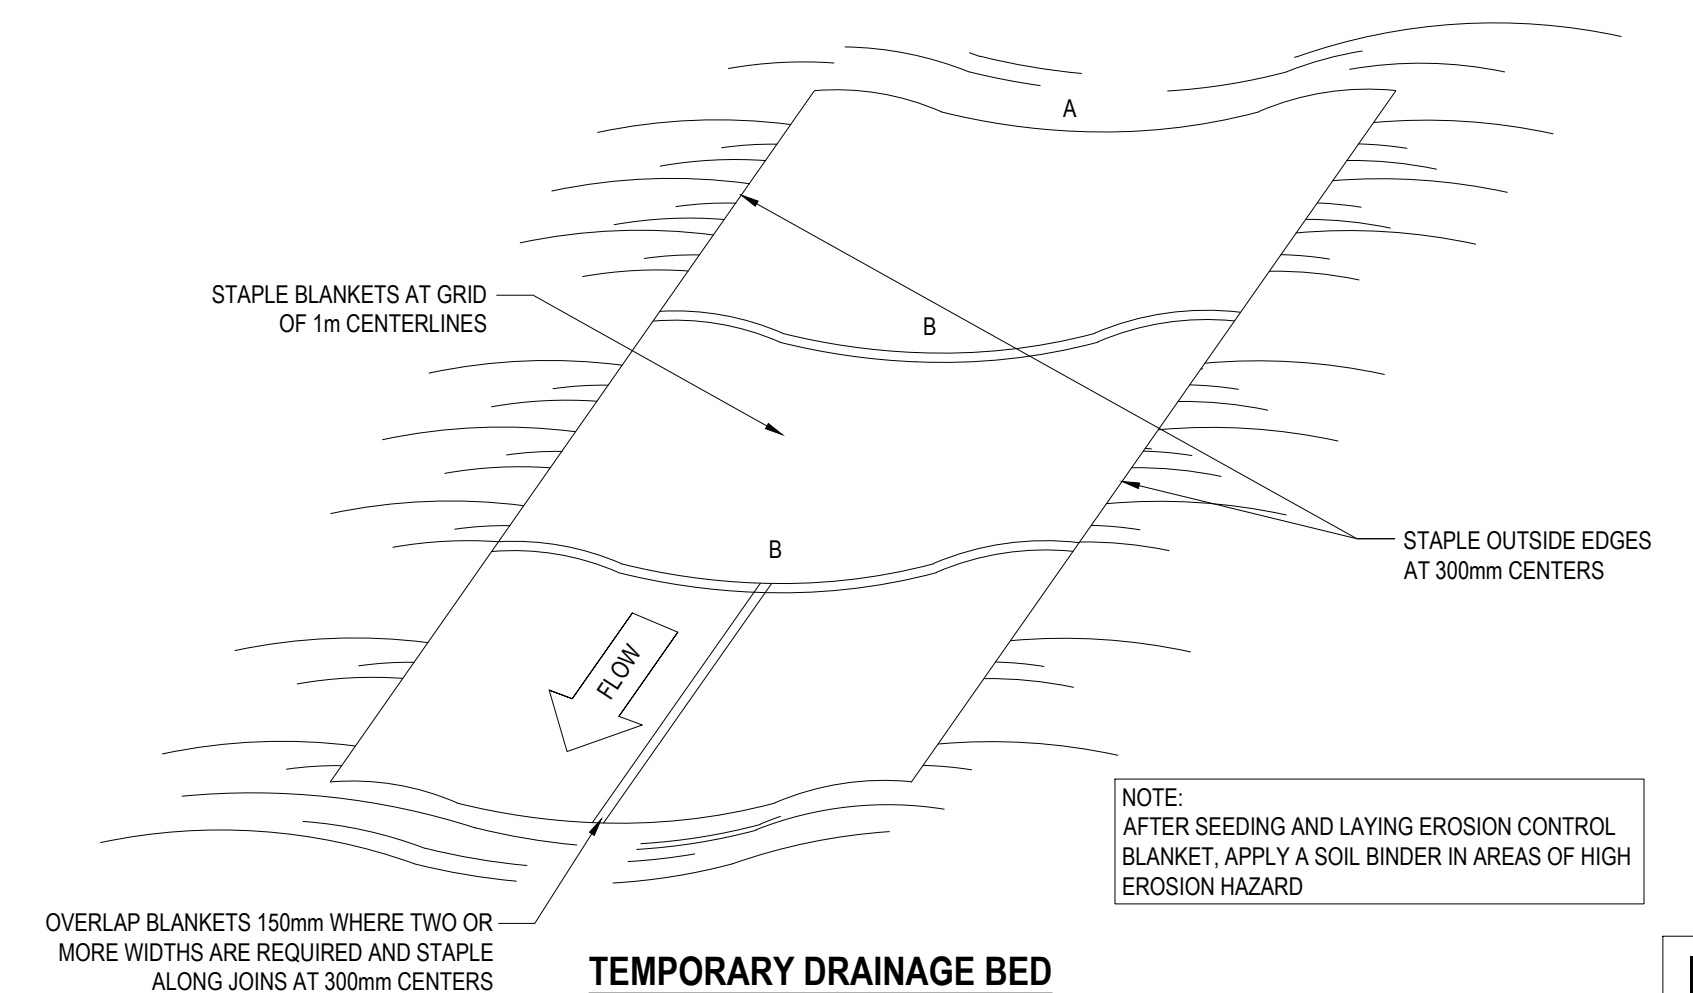 A
STAPLE BLANKETS AT GRID
OF 1m CENTERLINES
B
B
STAPLE OUTSIDE EDGES
AT 300mm CENTERS
FLOW
NOTE:
AFTER SEEDING AND LAYING EROSION CONTROL
BLANKET, APPLY A SOIL BINDER IN AREAS OF HIGH
EROSION HAZARD
OVERLAP BLANKETS 150mm WHERE TWO OR
MORE WIDTHS ARE REQUIRED AND STAPLE
ALONG JOINS AT 300mm CENTERS
TEMPORARY DRAINAGE BED